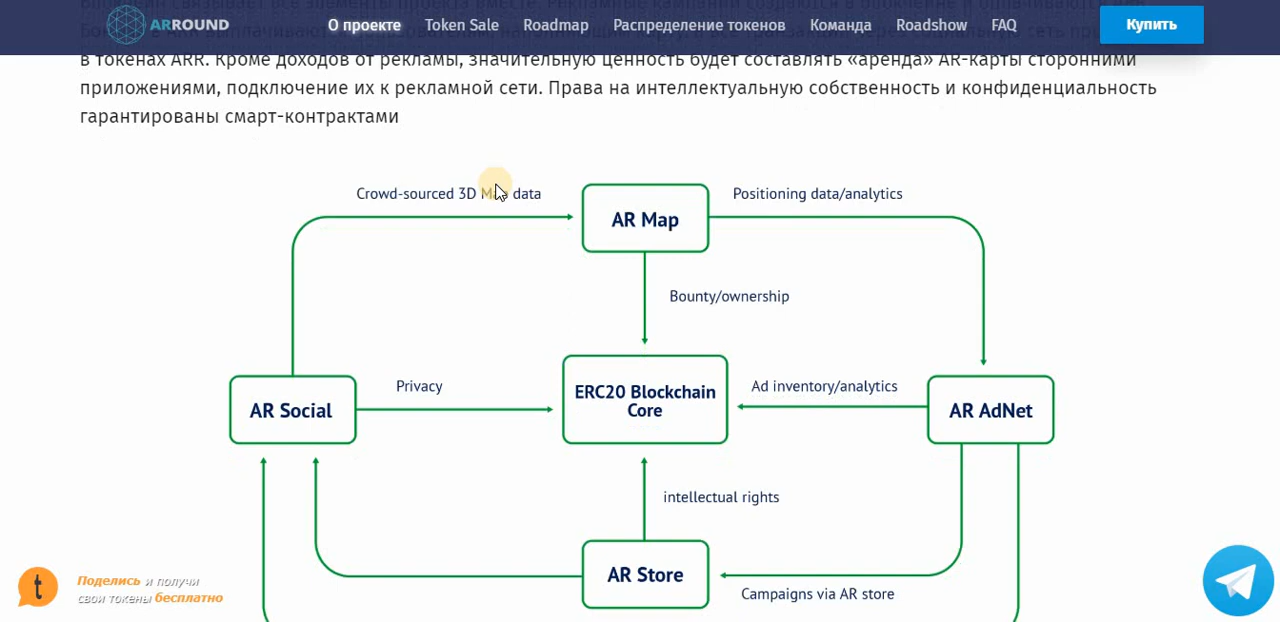 ARROUND О проекте Token Sale Roadmap Распределение токенов Команда Roadshow FAQ Купить
в токенах ARR. Кроме доходов от рекламы, значительную ценность будет составлять «аренда» AR-карты сторонними
приложениями, подключение их к рекламной сети. Права на интеллектуальную собственность и конфиденциальность
гарантированы смарт-контрактами
Crowd-sourced 3D Map data
AR Map
Positioning data/analytics
Bounty/ownership
AR Social
Privacy
ERC20 Blockchain
Core
Ad inventory/analytics
AR AdNet
intellectual rights
AR Store
Campaigns via AR store
Поделись и получи
свои токены бесплатно